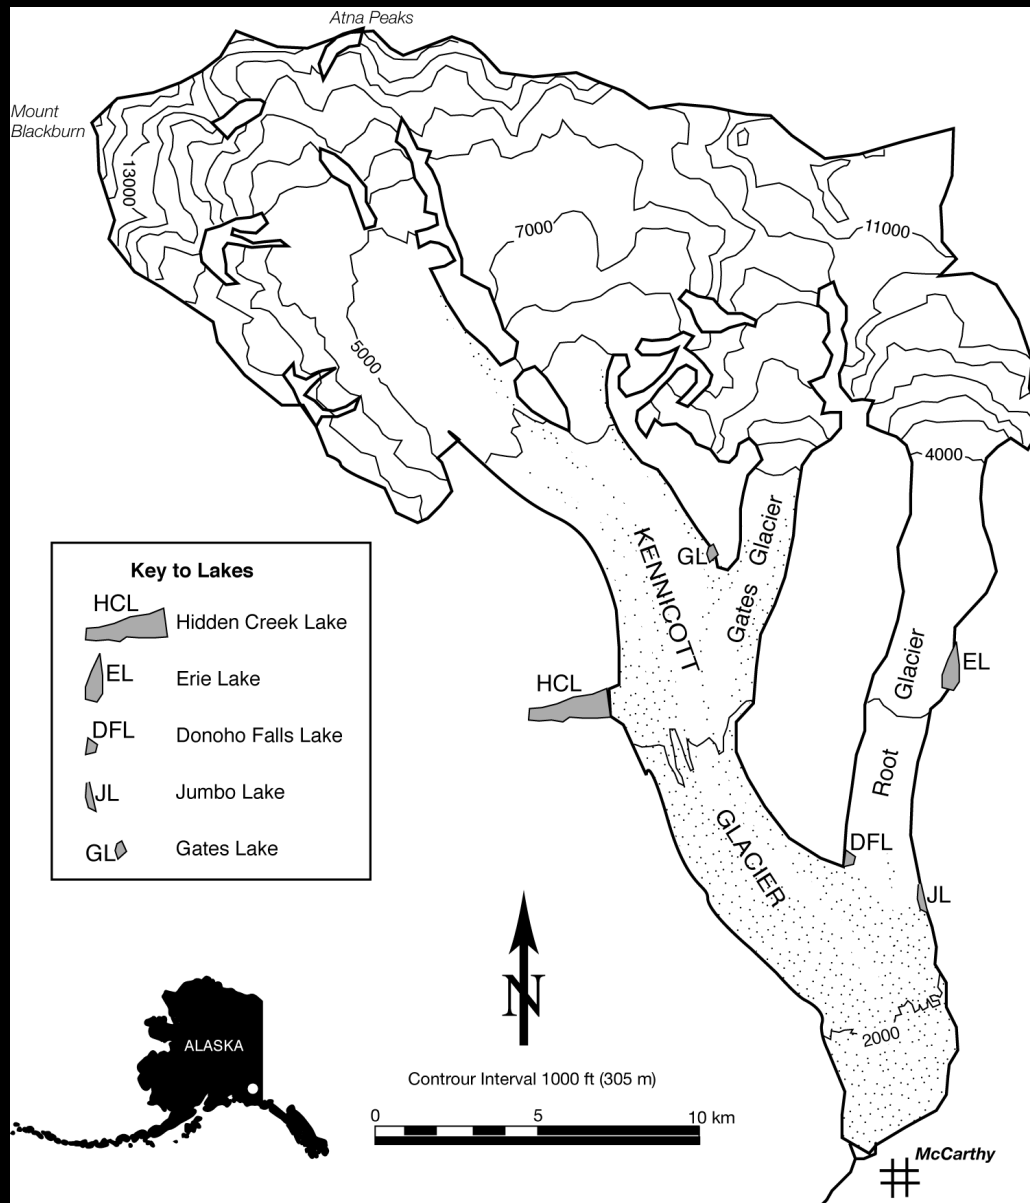 Atna Peaks
Mount
Blackburn
13000
7000
11000
5000
4000
KENNICOTT
GL
Gates Glacier
Key to Lakes
HCL
Hidden Creek Lake
EL
Erie Lake
DFL
Donoho Falls Lake
JL
Jumbo Lake
GL
Gates Lake
HCL
EL
Root Glacier
GLACIER
DFL
JL
N
2000
ALASKA
Controur Interval 1000 ft (305 m)
0 5 10 km
McCarthy